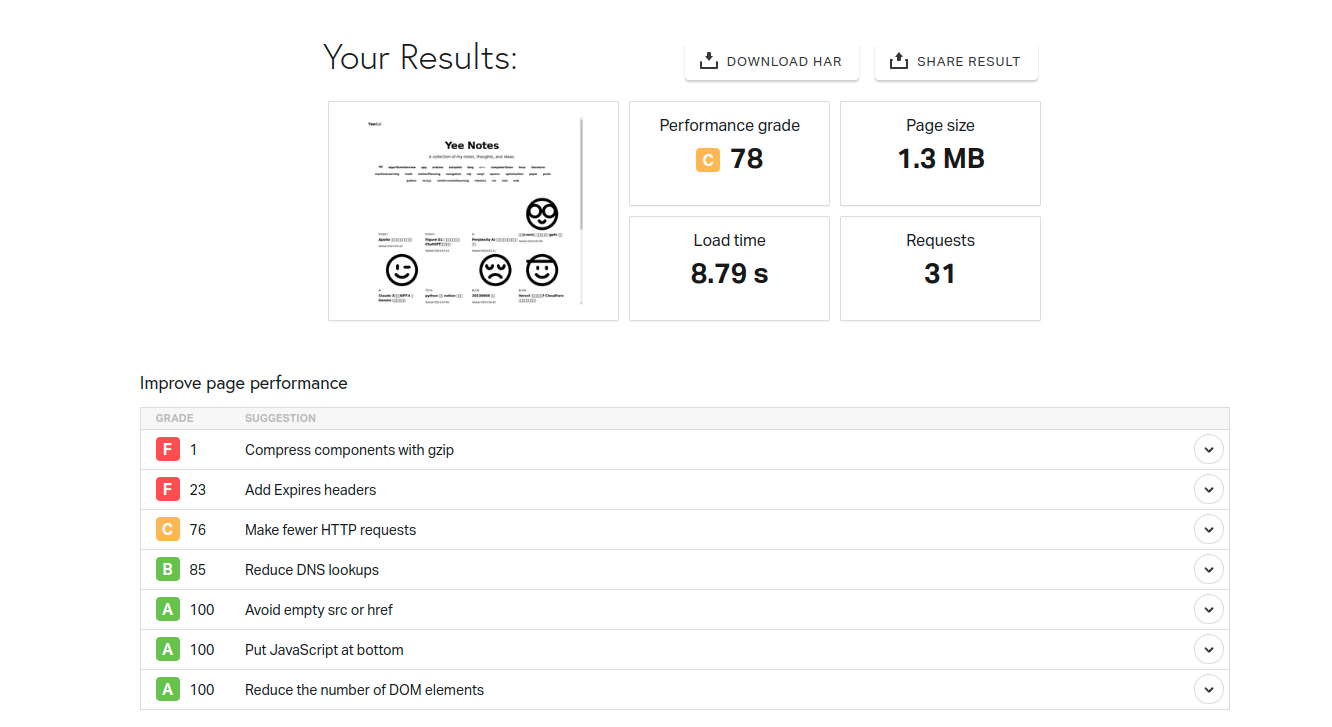 Your Results:
DOWNLOAD HAR
SHARE RESULT
Yee Notes
A collection of my notes, thoughts, and ideas.
Performance grade
C 78
Page size
1.3 MB
Load time
8.79 s
Requests
31
Improve page performance
GRADE SUGGESTION
F 1 Compress components with gzip
F 23 Add Expires headers
C 76 Make fewer HTTP requests
B 85 Reduce DNS lookups
A 100 Avoid empty src or href
A 100 Put JavaScript at bottom
A 100 Reduce the number of DOM elements